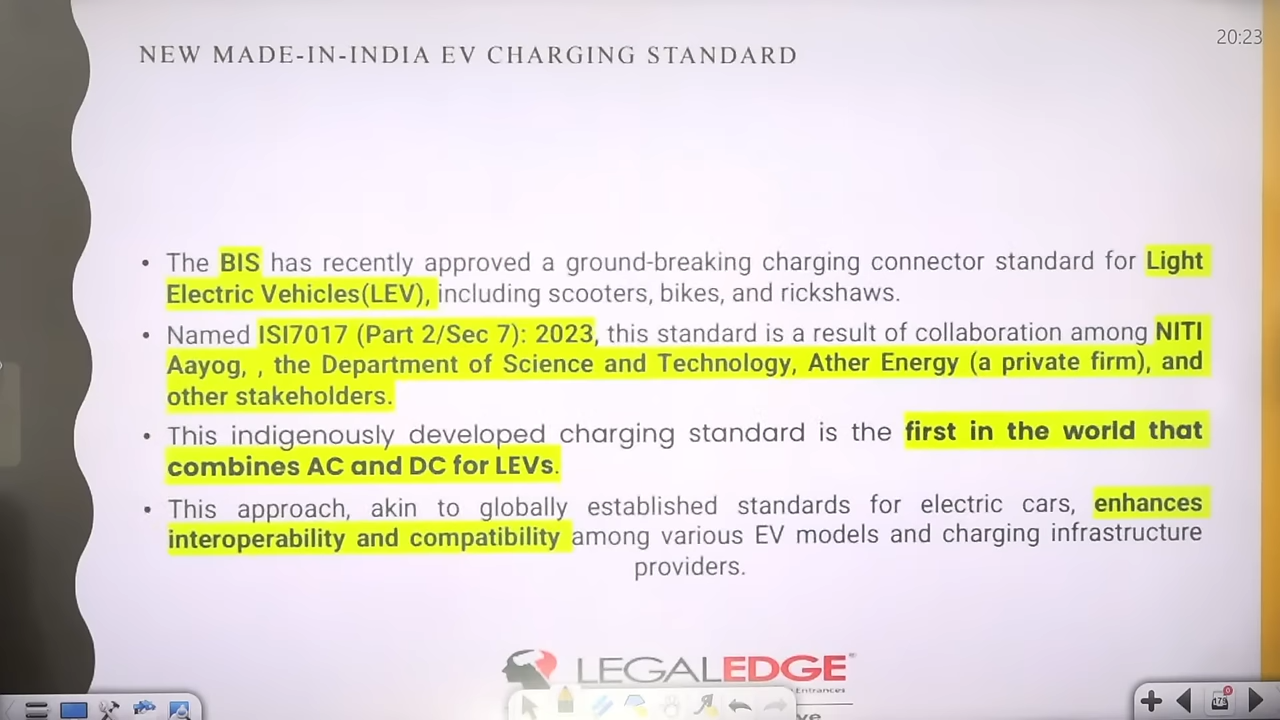 20:23
NEW MADE-IN-INDIA EV CHARGING STANDARD
• The BIS has recently approved a ground-breaking charging connector standard for Light
Electric Vehicles(LEV), including scooters, bikes, and rickshaws.
• Named ISI7017 (Part 2/Sec 7): 2023, this standard is a result of collaboration among NITI
Aayog, , the Department of Science and Technology, Ather Energy (a private firm), and
other stakeholders.
• This indigenously developed charging standard is the first in the world that
combines AC and DC for LEVs.
• This approach, akin to globally established standards for electric cars, enhances
interoperability and compatibility among various EV models and charging infrastructure
providers.
LEGALEDGE
Entrances